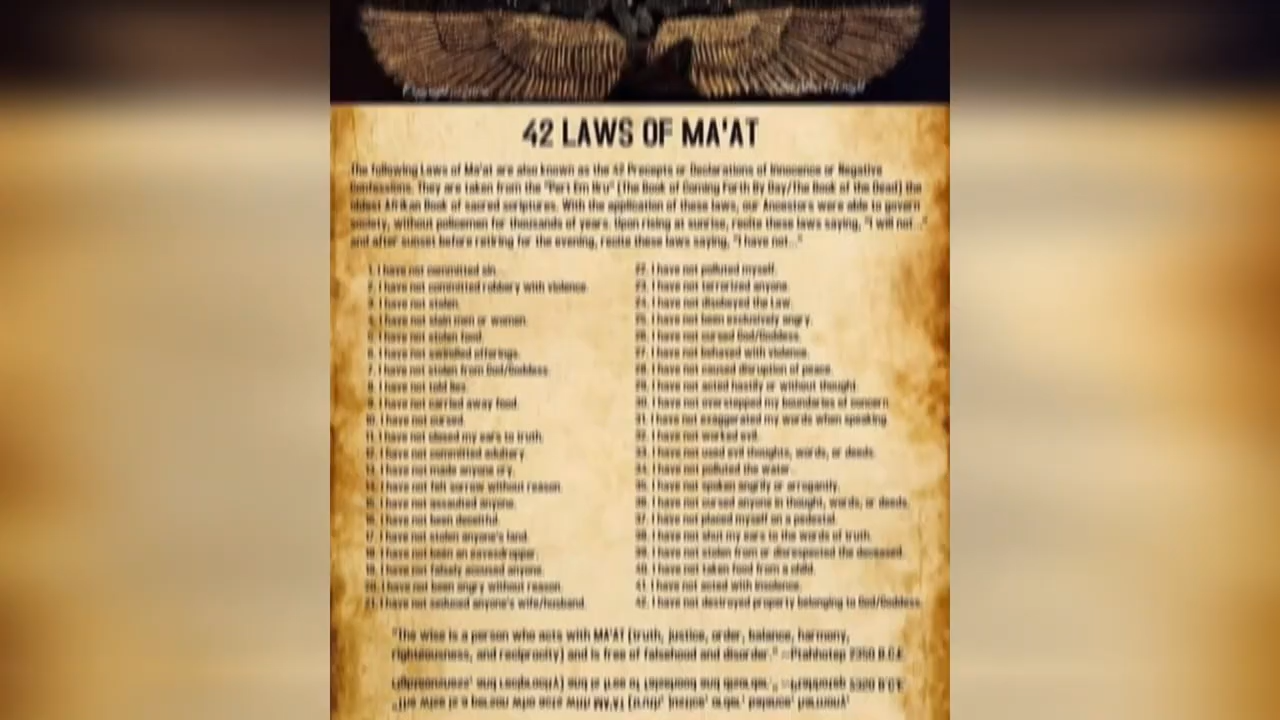 42 LAWS OF MA'AT
The following Laws of Ma'at are also known as the 42 Precepts or Declarations of Innocence or Negative
Confessions. They are taken from the "Pert Em Hru" (The Book of Coming Forth By Day/The Book of the Dead) the
oldest Afrikan Book of sacred scriptures. With the application of these laws, our Ancestors were able to govern
society, without policemen for thousands of years. Upon rising at sunrise, recite these laws saying, "I will not..."
and after sunset before retiring for the evening, recite these laws saying, "I have not..."
1. I have not committed sin.
2. I have not committed robbery with violence.
3. I have not stolen.
4. I have not slain men or women.
5. I have not stolen food.
6. I have not swindled offerings.
7. I have not stolen from God/Goddess.
8. I have not told lies.
9. I have not carried away food.
10. I have not cursed.
11. I have not closed my ears to truth.
12. I have not committed adultery.
13. I have not made anyone cry.
14. I have not felt sorrow without reason.
15. I have not assaulted anyone.
16. I have not been deceitful.
17. I have not stolen anyone's land.
18. I have not been an eavesdropper.
19. I have not falsely accused anyone.
20. I have not been angry without reason.
21. I have not seduced anyone's wife/husband.
22. I have not polluted myself.
23. I have not terrorized anyone.
24. I have not disobeyed the Law.
25. I have not been exclusively angry.
26. I have not cursed God/Goddess.
27. I have not behaved with violence.
28. I have not caused disruption of peace.
29. I have not acted hastily or without thought.
30. I have not overstepped my boundaries of concern.
31. I have not exaggerated my words when speaking.
32. I have not worked evil.
33. I have not used evil thoughts, words, or deeds.
34. I have not polluted the water.
35. I have not spoken angrily or arrogantly.
36. I have not cursed anyone in thought, words, or deeds.
37. I have not placed myself on a pedestal.
38. I have not shut my ears to the words of truth.
39. I have not stolen from or disrespected the deceased.
40. I have not taken food from a child.
41. I have not acted with insolence.
42. I have not destroyed property belonging to God/Goddess.
"The wise is a person who acts with MA'AT (truth, justice, order, balance, harmony,
righteousness, and reciprocity) and is free of falsehood and disorder." —Ptahhotep 2350 B.C.E.